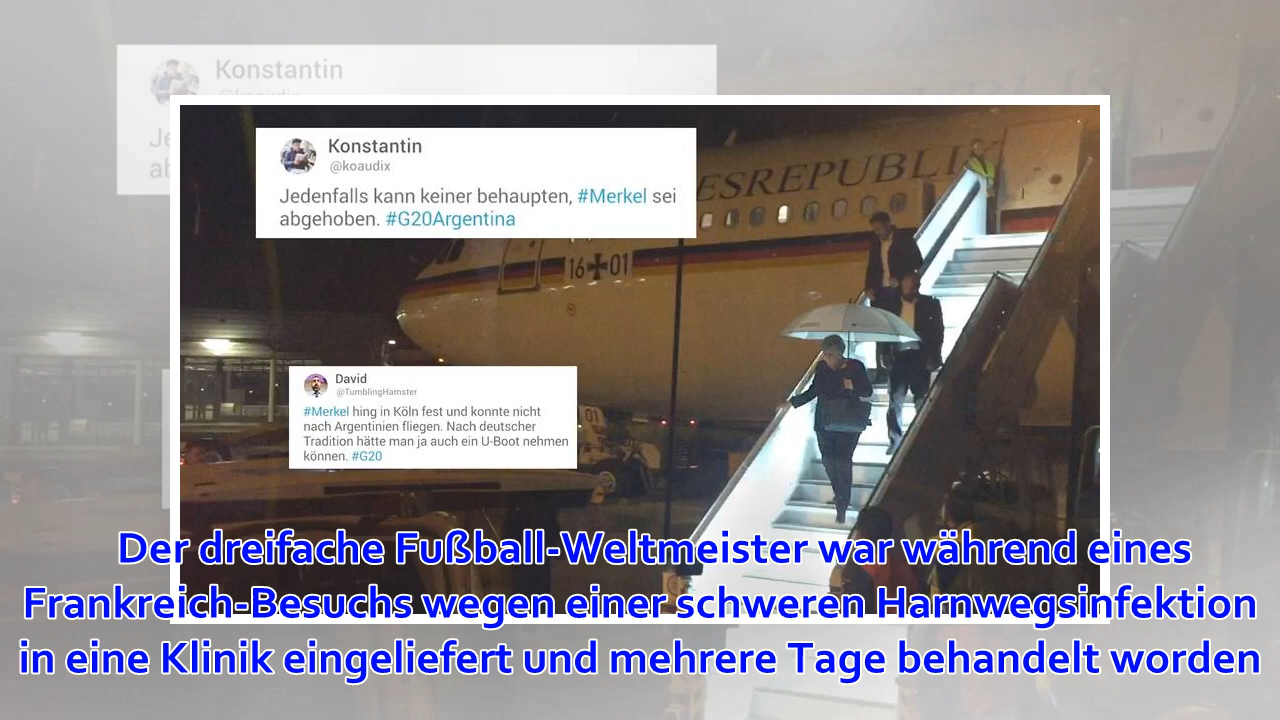 Konstantin
Konstantin
@koaudix
Jedenfalls kann keiner behaupten, #Merkel sei
abgehoben. #G20Argentina
ESREPUBLIK
16 01
David
@TumblingHamster
#Merkel hing in Köln fest und konnte nicht
nach Argentinien fliegen. Nach deutscher
Tradition hätte man ja auch ein U-Boot nehmen
können. #G20
01
Der dreifache Fußball-Weltmeister war während eines
Frankreich-Besuchs wegen einer schweren Harnwegsinfektion
in eine Klinik eingeliefert und mehrere Tage behandelt worden